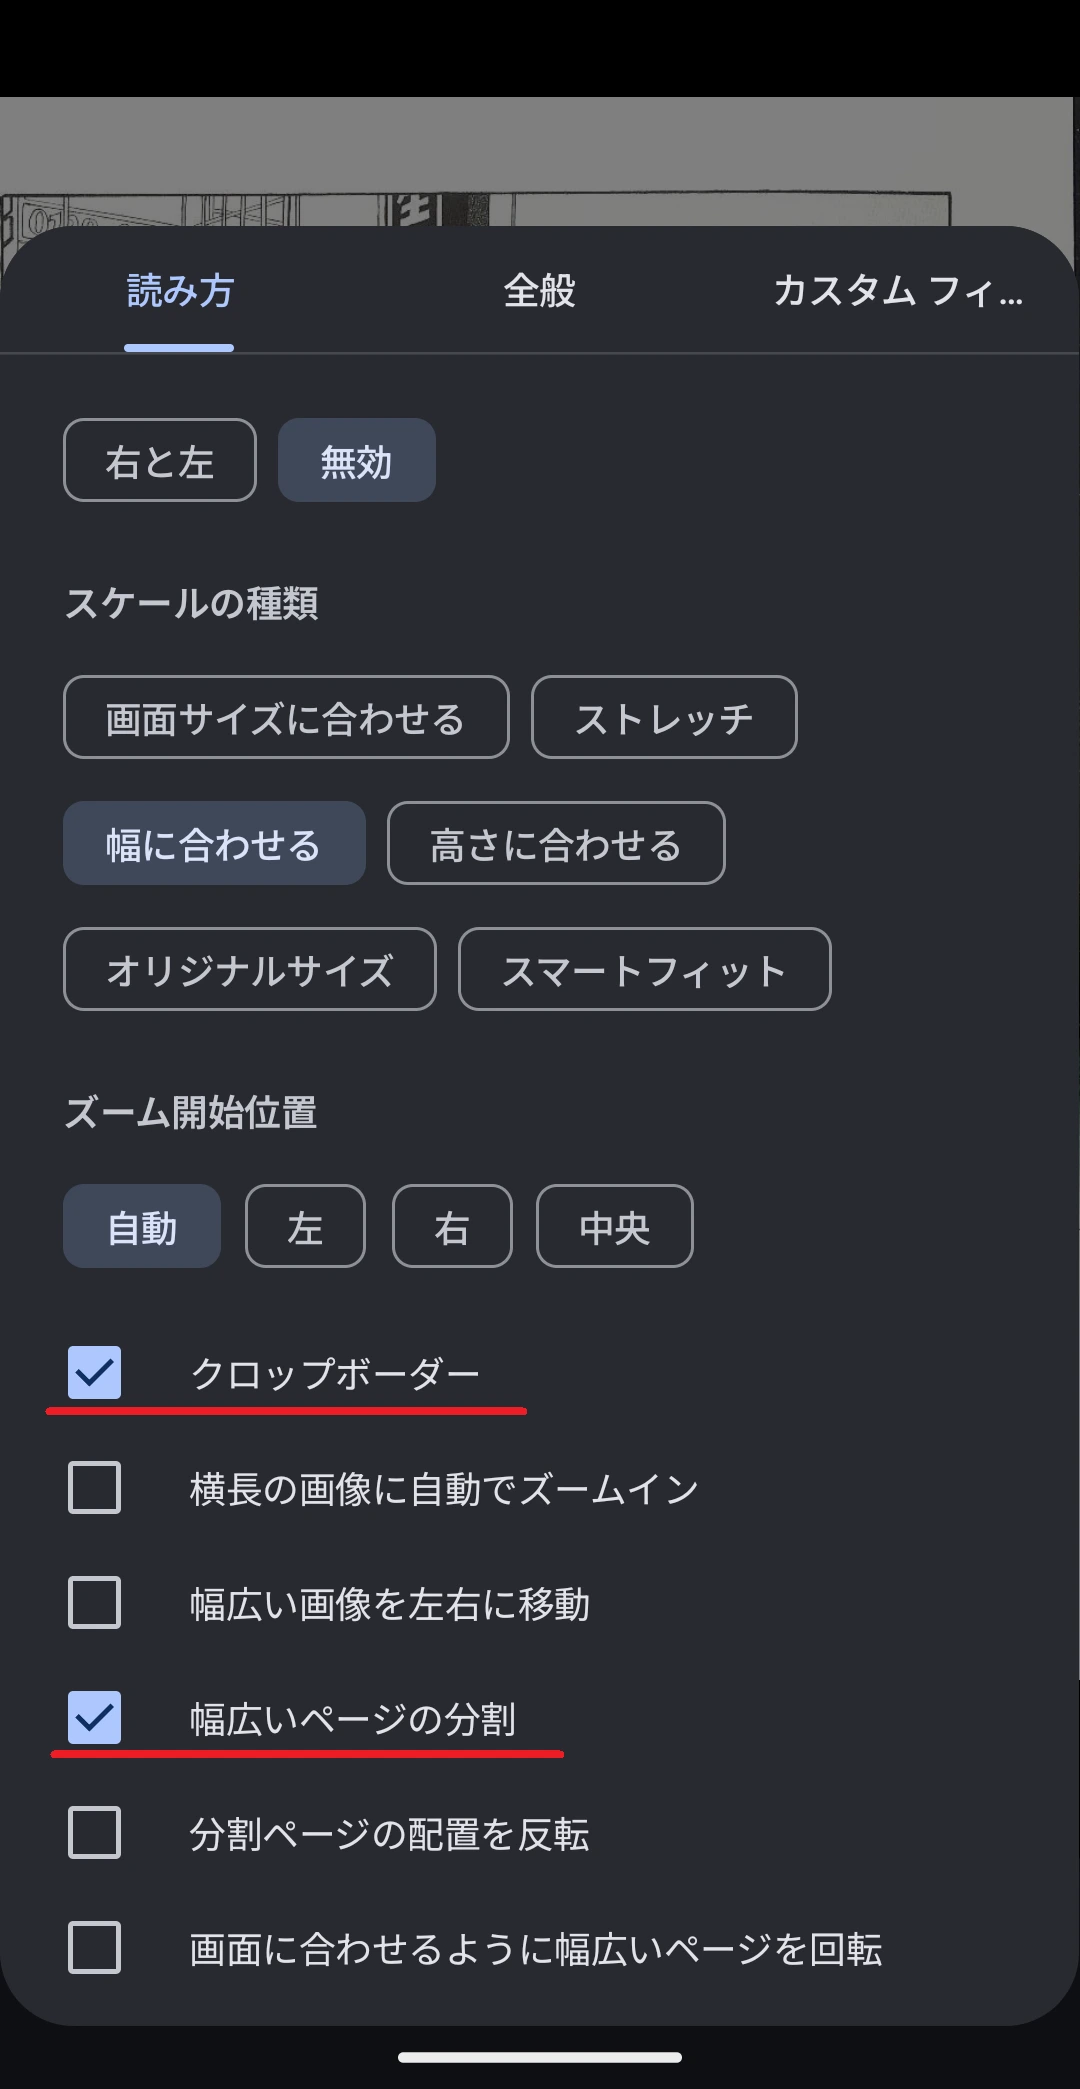 読み方
全般
カスタム フィ...
右と左
無効
スケールの種類
画面サイズに合わせる
ストレッチ
幅に合わせる
高さに合わせる
オリジナルサイズ
スマートフィット
ズーム開始位置
自動
左
右
中央
クロップボーダー
横長の画像に自動でズームイン
幅広い画像を左右に移動
幅広いページの分割
分割ページの配置を反転
画面に合わせるように幅広いページを回転